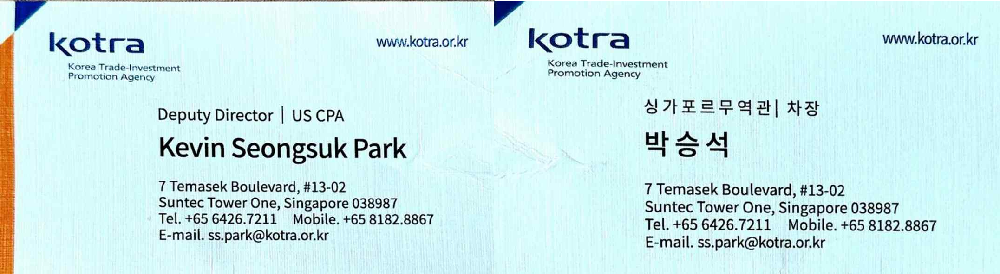 kotra
www.kotra.or.kr
Korea Trade-Investment
Promotion Agency
Deputy Director | US CPA
Kevin Seongsuk Park
7 Temasek Boulevard, #13-02
Suntec Tower One, Singapore 038987
Tel. +65 6426.7211 Mobile. +65 8182.8867
E-mail. ss.park@kotra.or.kr
kotra
www.kotra.or.kr
Korea Trade-Investment
Promotion Agency
싱가포르무역관| 차장
박승석
7 Temasek Boulevard, #13-02
Suntec Tower One, Singapore 038987
Tel. +65 6426.7211 Mobile. +65 8182.8867
E-mail. ss.park@kotra.or.kr